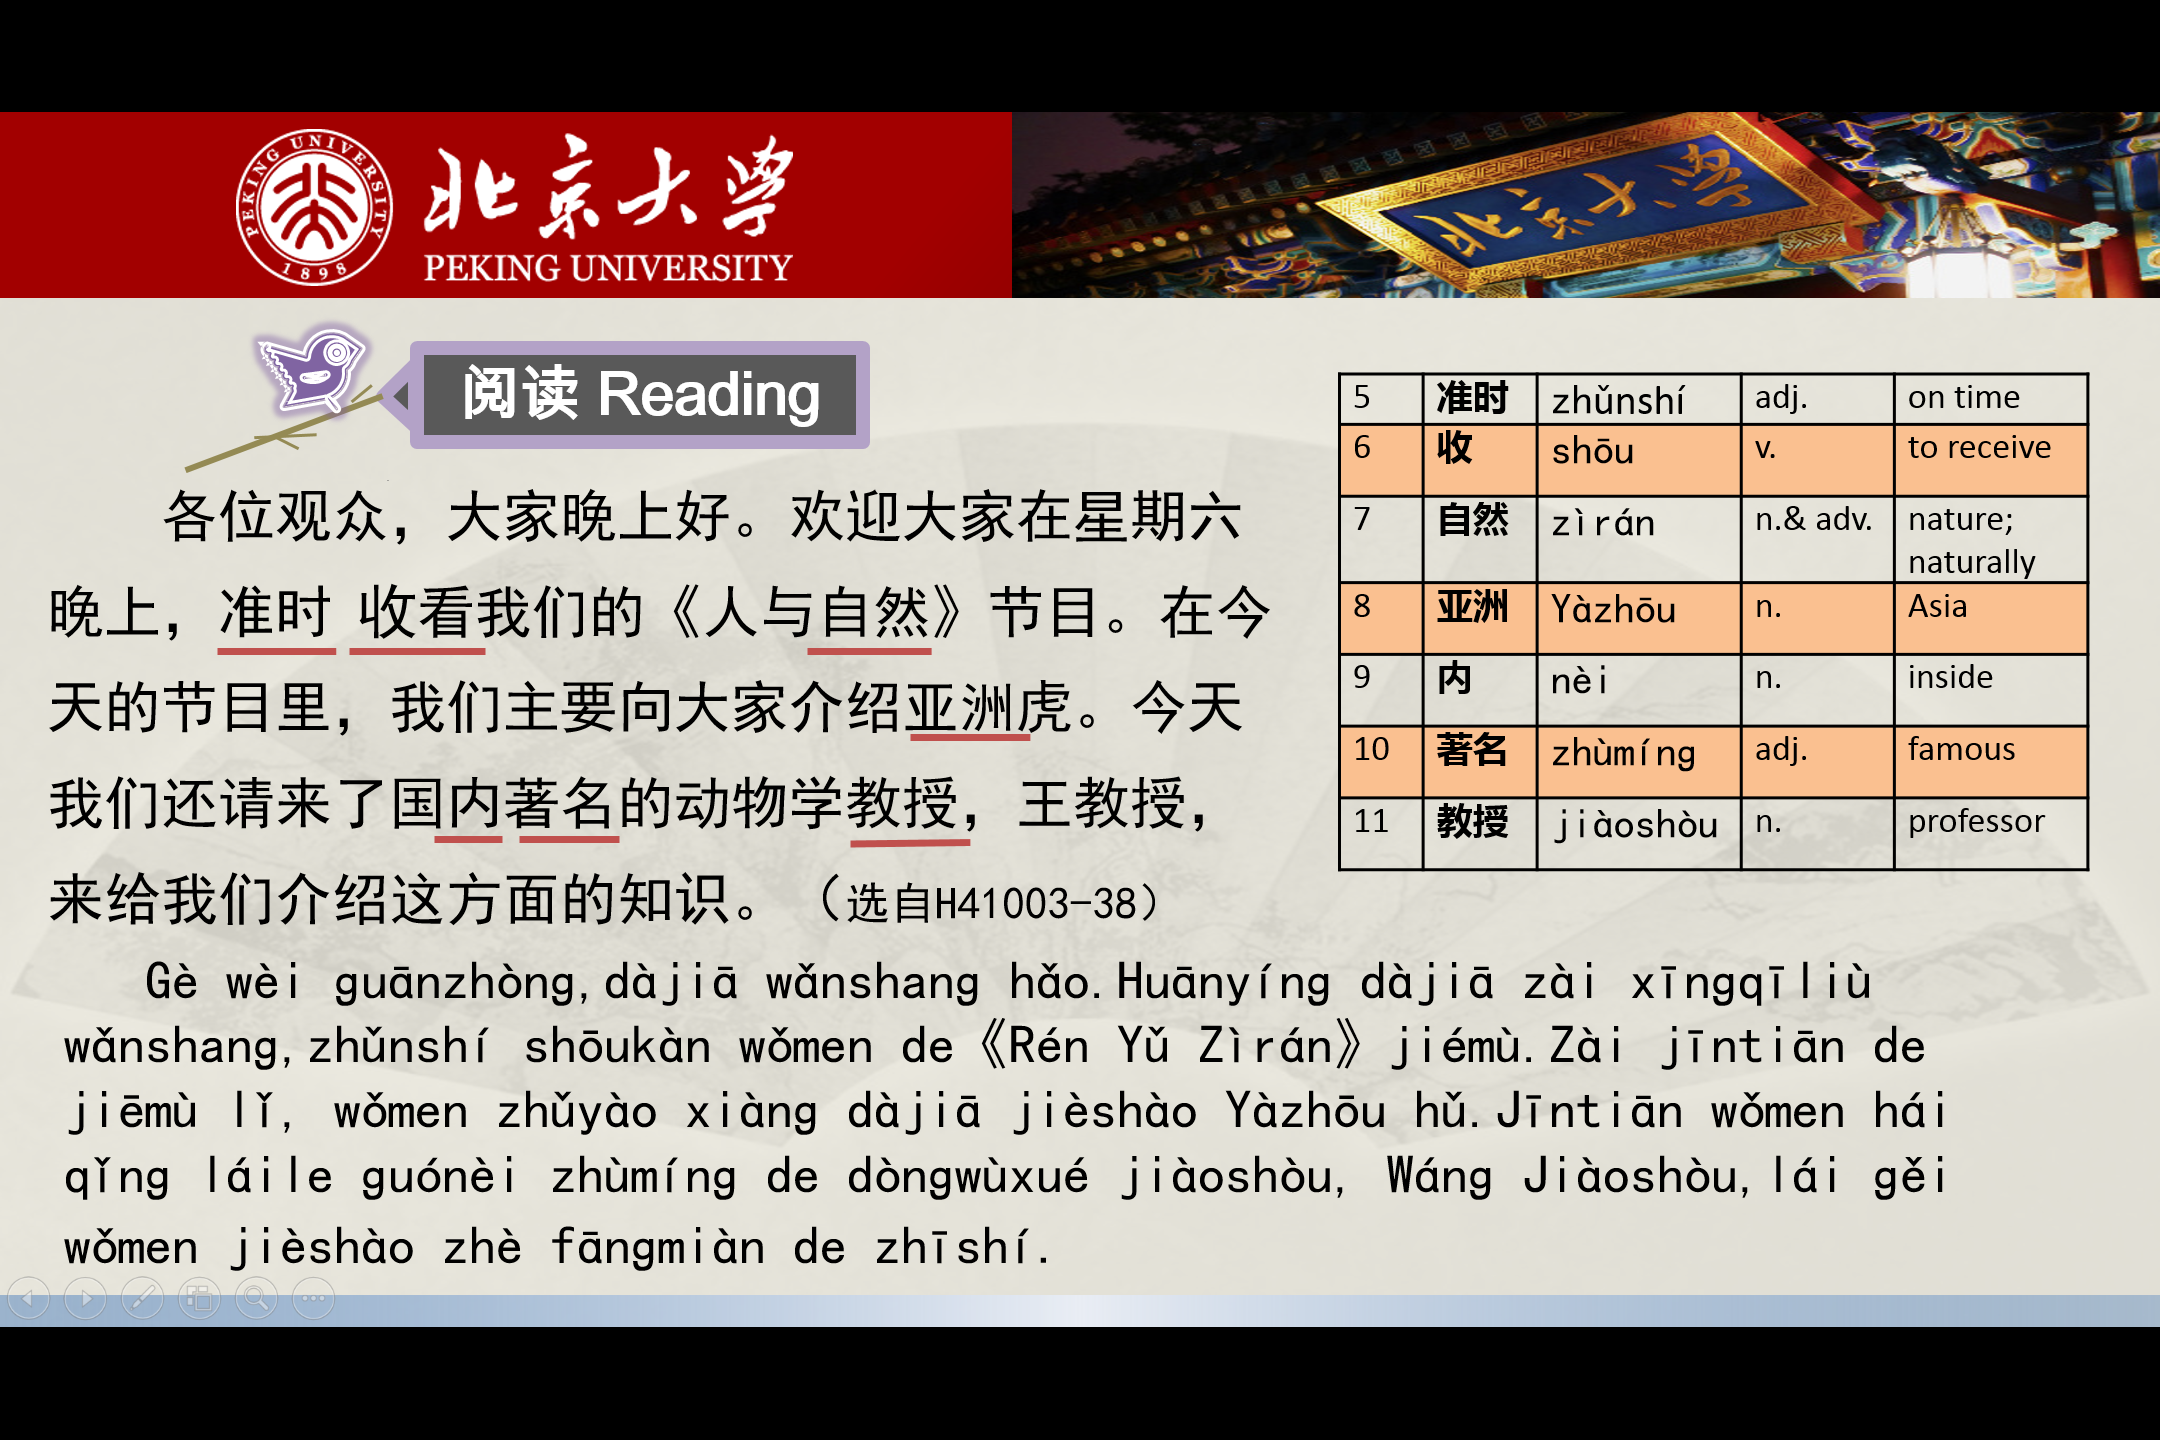 PEKING UNIVERSITY
1898
北京大学
PEKING UNIVERSITY
北京大学
阅读 Reading
各位观众，大家晚上好。欢迎大家在星期六
晚上，准时 收看我们的《人与自然》节目。在今
天的节目里，我们主要向大家介绍亚洲虎。今天
我们还请来了国内著名的动物学教授，王教授，
来给我们介绍这方面的知识。（选自H41003-38）
5 准时 zhǔnshí adj. on time
6 收 shōu v. to receive
7 自然 zìrán n.& adv. nature;
naturally
8 亚洲 Yàzhōu n. Asia
9 内 nèi n. inside
10 著名 zhùmíng adj. famous
11 教授 jiàoshòu n. professor
Gè wèi guānzhòng,dàjiā wǎnshang hǎo.Huānyíng dàjiā zài xīngqīliù
wǎnshang,zhǔnshí shōukàn wǒmen de《Rén Yǔ Zìrán》jiémù.Zài jīntiān de
jiēmù lǐ, wǒmen zhǔyào xiàng dàjiā jièshào Yàzhōu hǔ.Jīntiān wǒmen hái
qǐng láile guónèi zhùmíng de dòngwùxué jiàoshòu, Wáng Jiàoshòu,lái gěi
wǒmen jièshào zhè fāngmiàn de zhīshí.